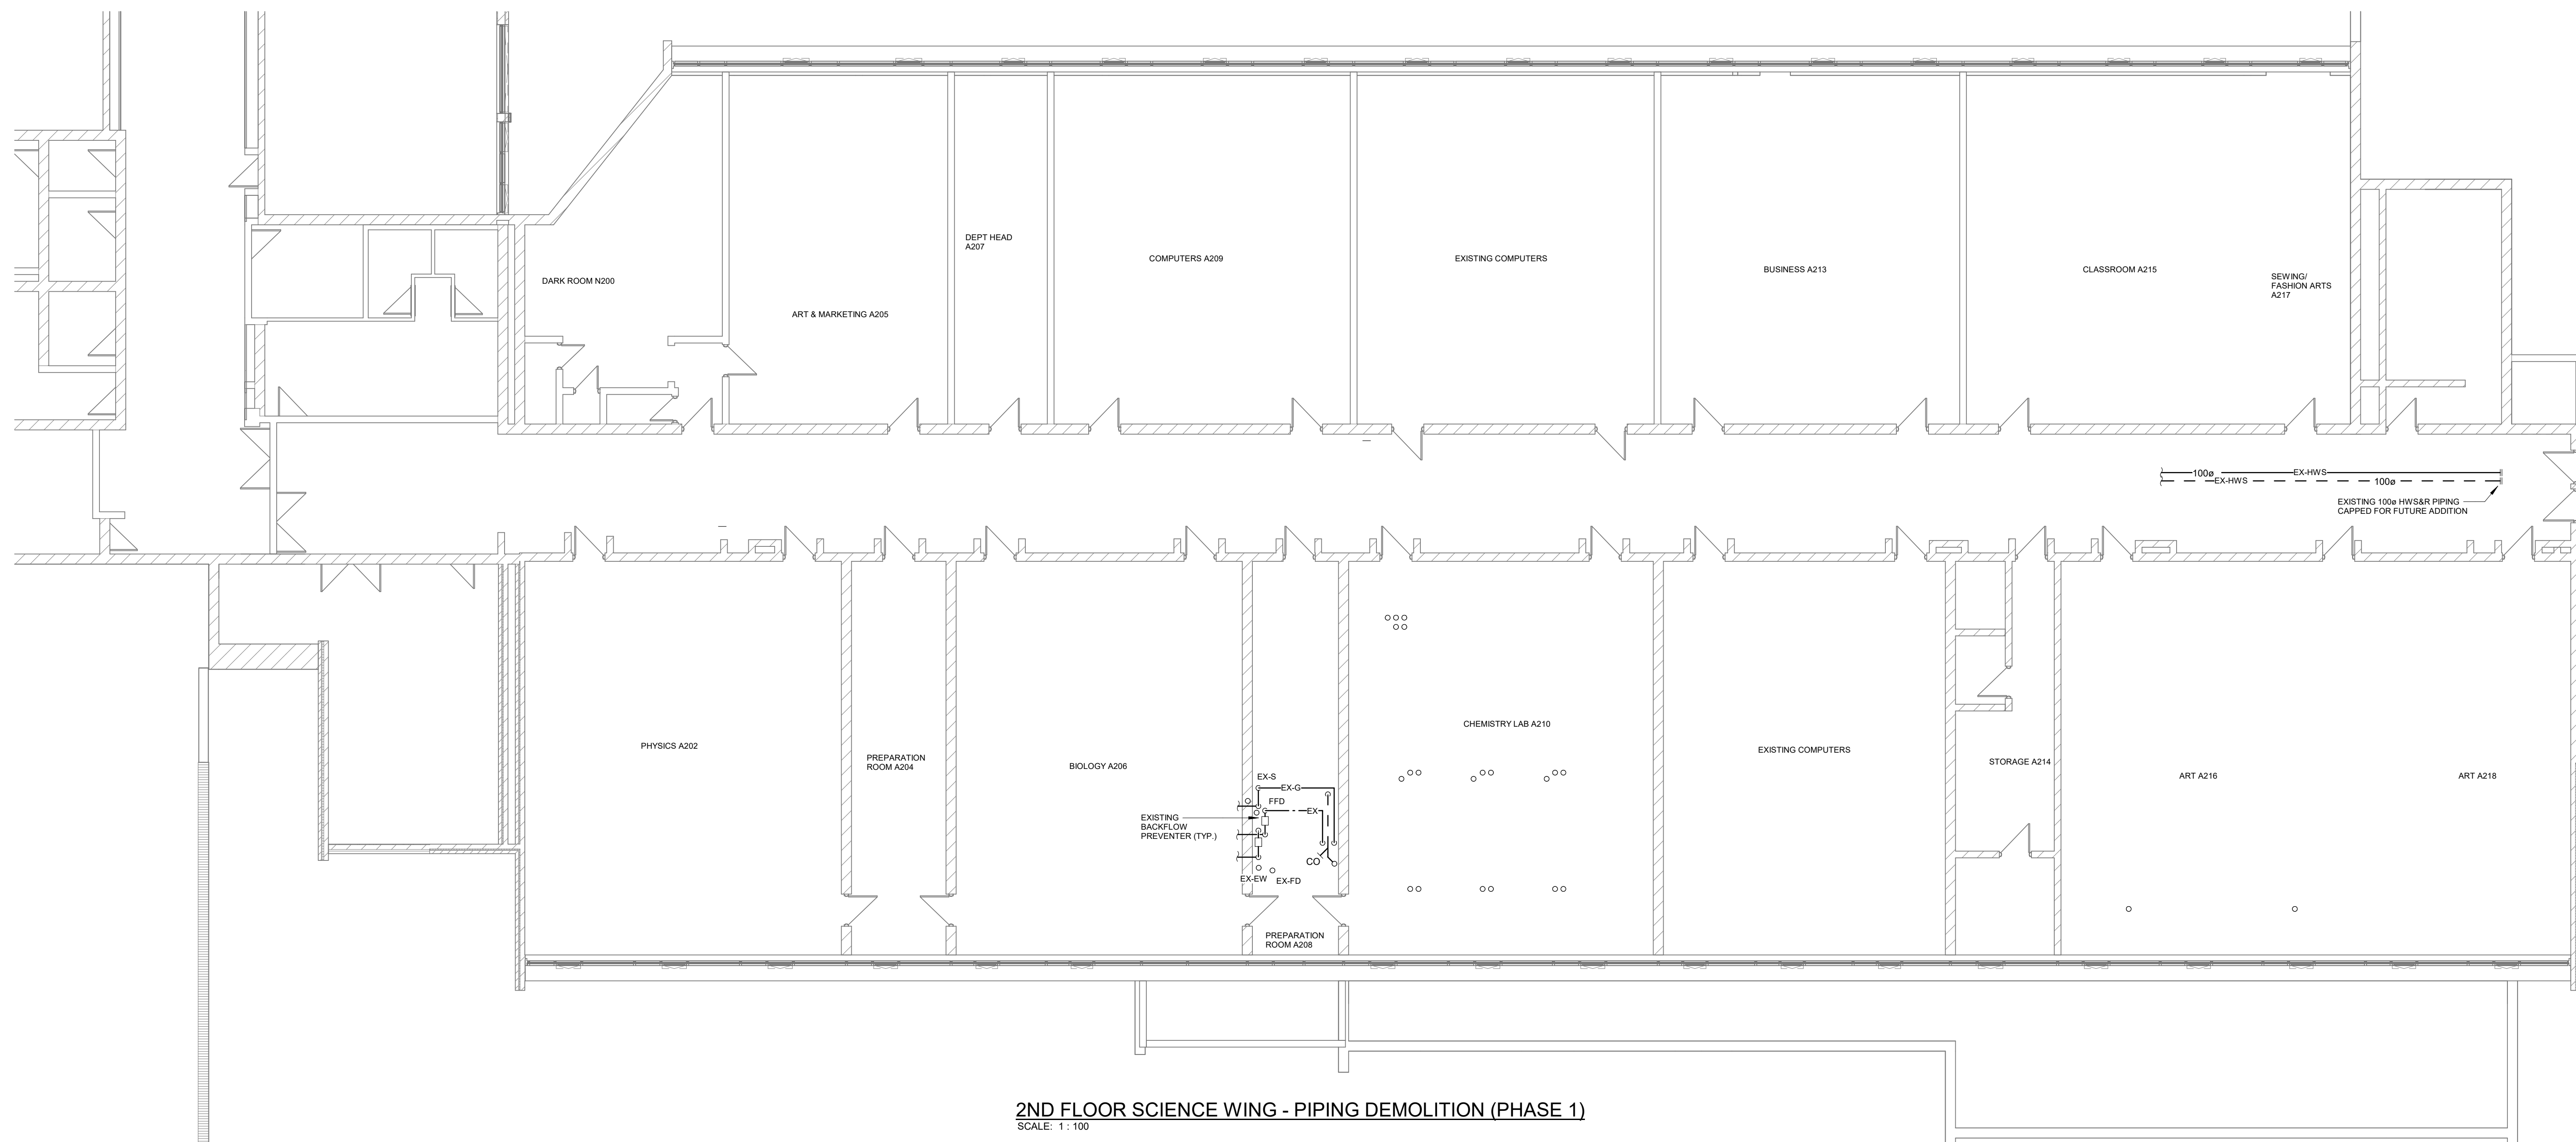 DEPT HEAD
A207
COMPUTERS A209
EXISTING COMPUTERS
BUSINESS A213
CLASSROOM A215
SEWING/
FASHION ARTS
A217
DARK ROOM N200
ART & MARKETING A205
100ø
EX-HWS
EX-HWS
100ø
EXISTING 100ø HWS&R PIPING
CAPPED FOR FUTURE ADDITION
PHYSICS A202
PREPARATION
ROOM A204
BIOLOGY A206
CHEMISTRY LAB A210
EXISTING COMPUTERS
STORAGE A214
ART A216
ART A218
EX-S
EX-G
FFD
EX
EXISTING
BACKFLOW
PREVENTER (TYP.)
CO
EX-EW
EX-FD
PREPARATION
ROOM A208
2ND FLOOR SCIENCE WING - PIPING DEMOLITION (PHASE 1)
SCALE: 1 : 100